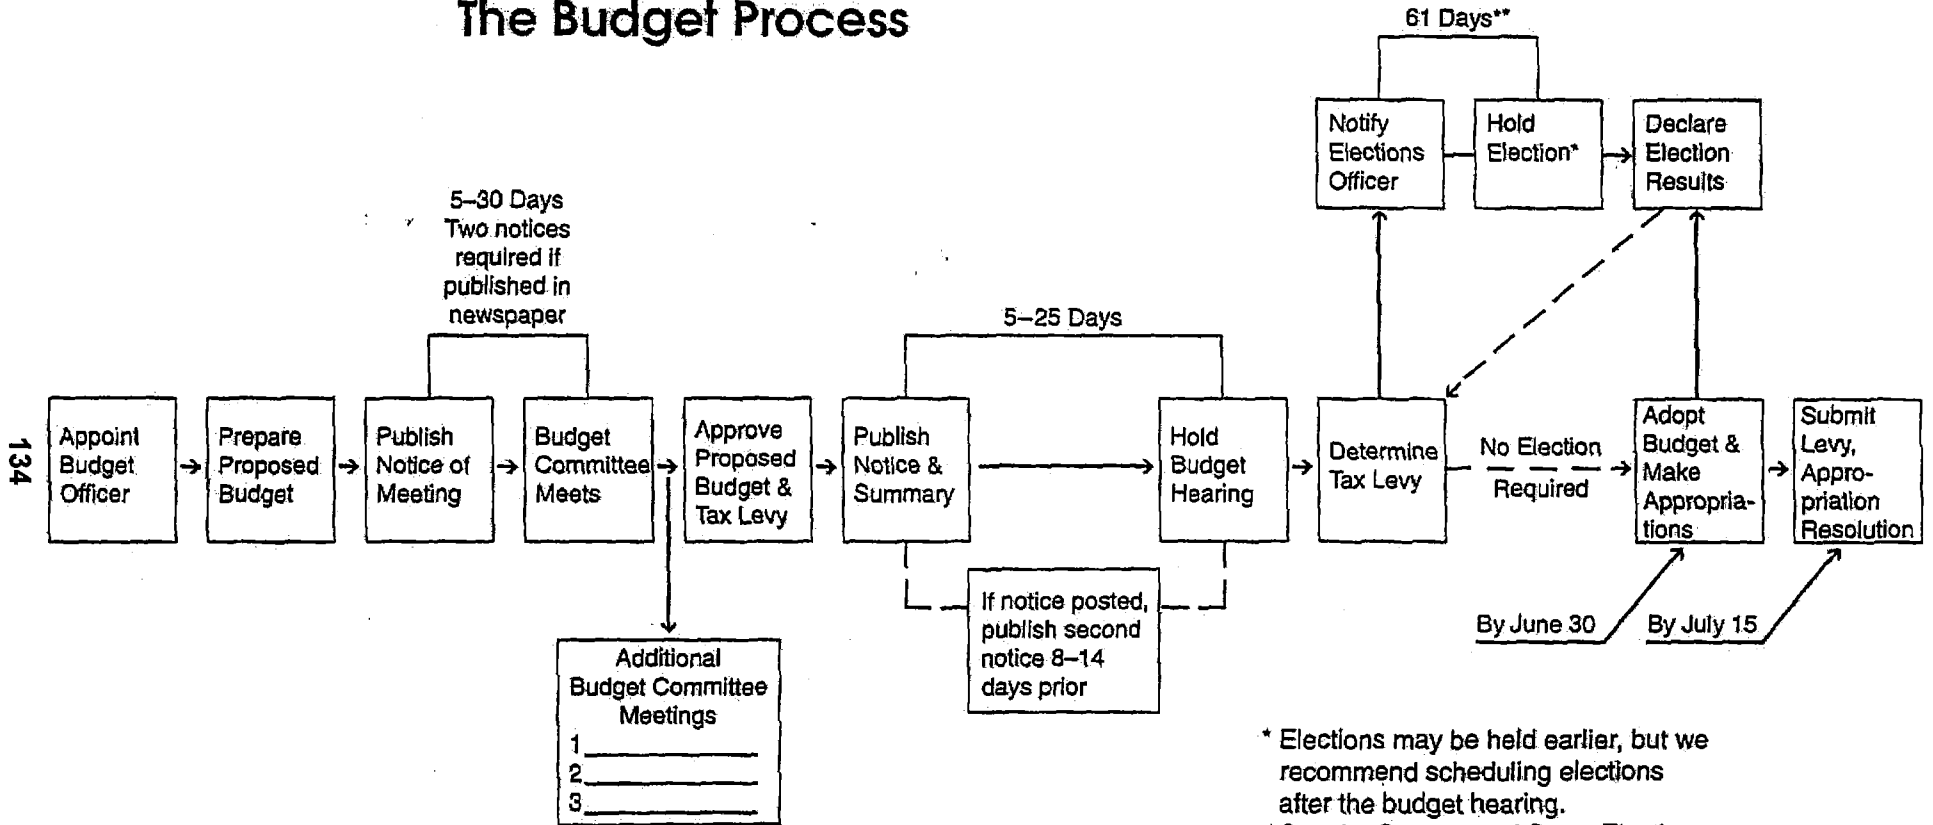 The Budget Process
61 Days**
Notify
Elections
Officer
Hold
Election*
Declare
Election
Results
5–30 Days
Two notices
required if
published in
newspaper
5–25 Days
134
Appoint
Budget
Officer
Prepare
Proposed
Budget
Publish
Notice of
Meeting
Budget
Committee
Meets
Approve
Proposed
Budget &
Tax Levy
Publish
Notice &
Summary
Hold
Budget
Hearing
Determine
Tax Levy
No Election
Required
Adopt
Budget &
Make
Appropria-
tions
Submit
Levy,
Appro-
priation
Resolution
If notice posted,
publish second
notice 8–14
days prior
By June 30
By July 15
Additional
Budget Committee
Meetings
1
2
3
* Elections may be held earlier, but we
recommend scheduling elections
after the budget hearing.